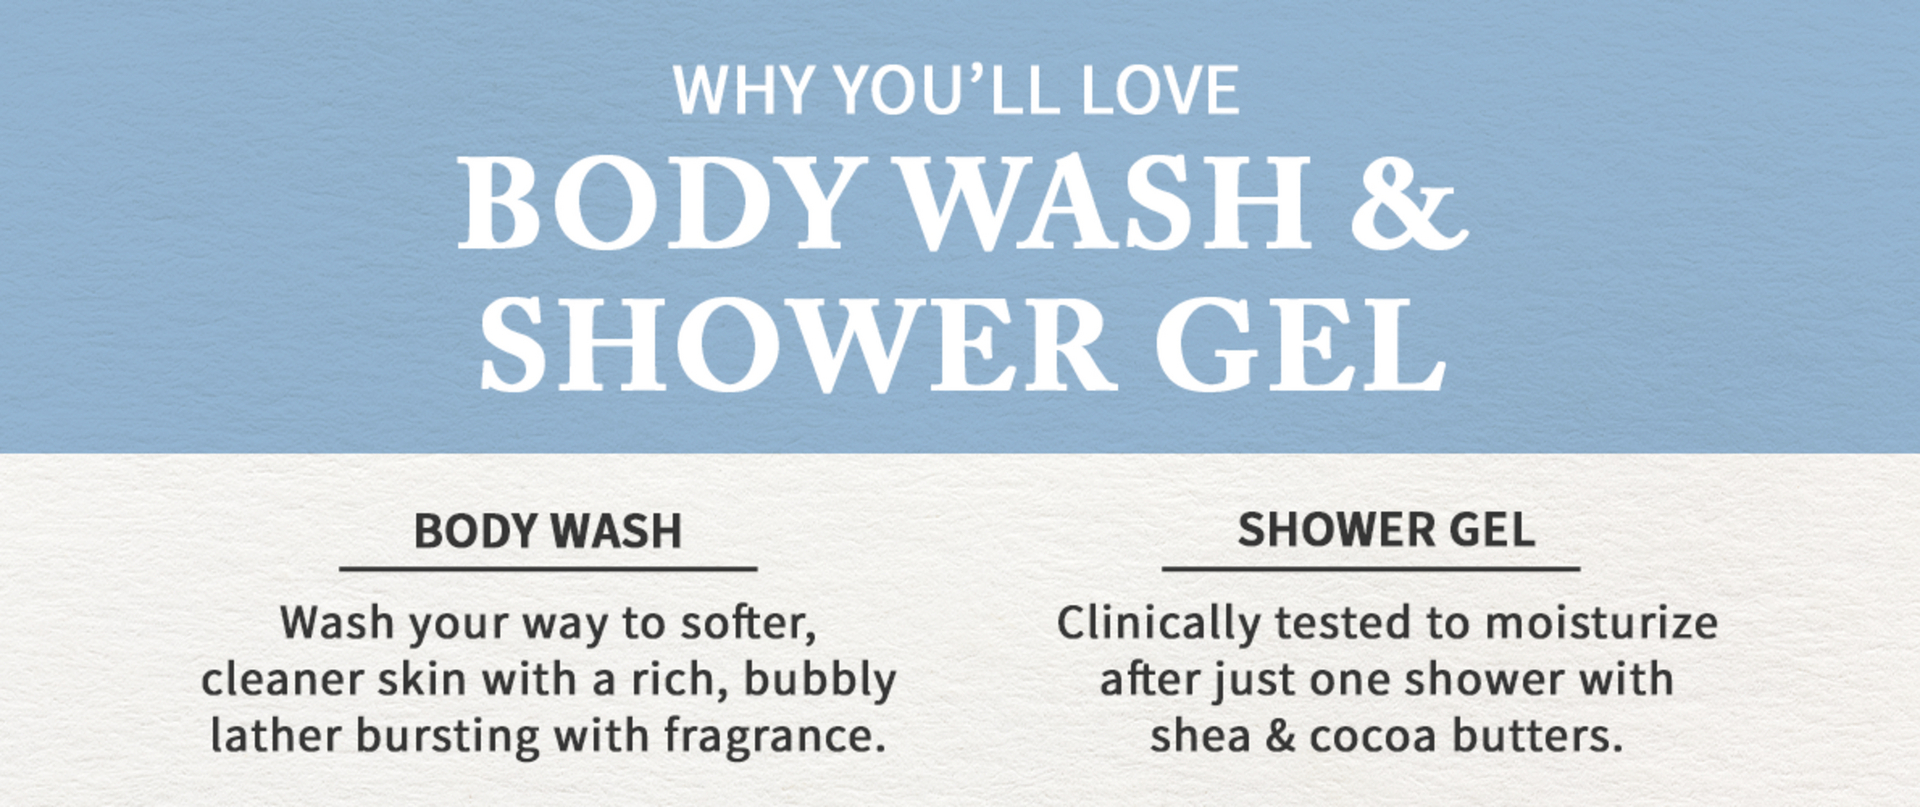 WHY YOU’LL LOVE
BODY WASH &
SHOWER GEL
BODY WASH
Wash your way to softer,
cleaner skin with a rich, bubbly
lather bursting with fragrance.
SHOWER GEL
Clinically tested to moisturize
after just one shower with
shea & cocoa butters.